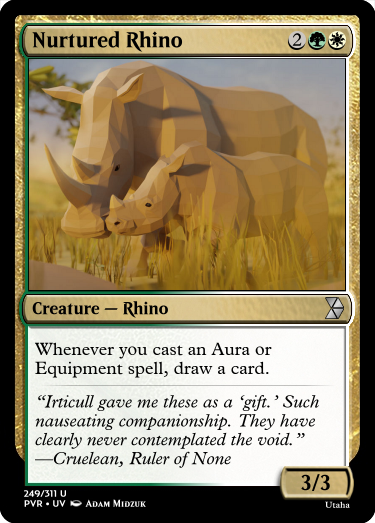 Nurtured Rhino 2
Creature — Rhino
Whenever you cast an Aura or
Equipment spell, draw a card.
“Irticull gave me these as a ‘gift.’ Such
nauseating companionship. They have
clearly never contemplated the void.”
—Cruelean, Ruler of None
3/3
249/311 U
PVR • UV Adam Midzuk
Utaha